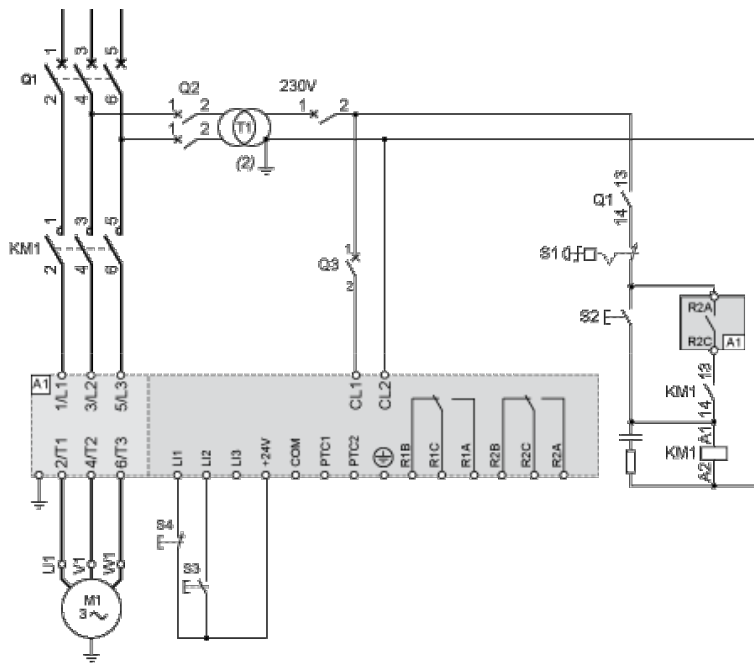 1 3 5
Q1
2 4 6
Q2
1 2
1 2
T1
(2)
230V
1 2
13
Q1
14
S1
S2
R2A
R2C
A1
1 3 5
KM1
2 4 6
1
Q3
2
13
KM1
14
A1
KM1
A2
A1
1/L1 3/L2 5/L3
CL1 CL2
2/T1 4/T2 6/T3
LI1 LI2 LI3 +24V COM PTC1 PTC2 R1B R1C R1A R2B R2C R2A
S4
V1 W1
M1
3